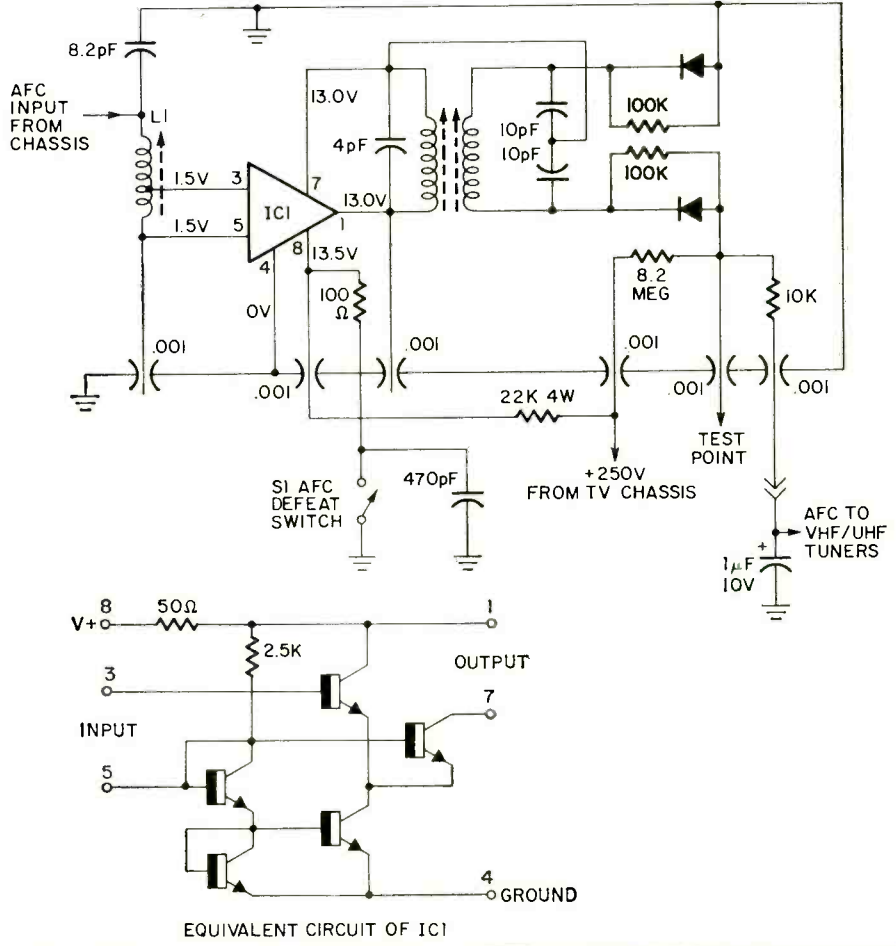 8.2pF
AFC
INPUT
FROM
CHASSIS
L1
13.0V
4pF
10pF
10pF
100K
100K
1.5V
3
7
IC1
13.0V
1
1.5V
5
8
13.5V
4
0V
100
Ω
8.2
MEG
10K
.001
.001
.001
.001
.001
.001
22K 4W
TEST
POINT
+250V
FROM TV CHASSIS
S1 AFC
DEFEAT
SWITCH
470pF
AFC TO
VHF/UHF
TUNERS
+
1µF
10V
V+
8
50Ω
1
2.5K
3
OUTPUT
7
INPUT
5
4
GROUND
EQUIVALENT CIRCUIT OF IC1